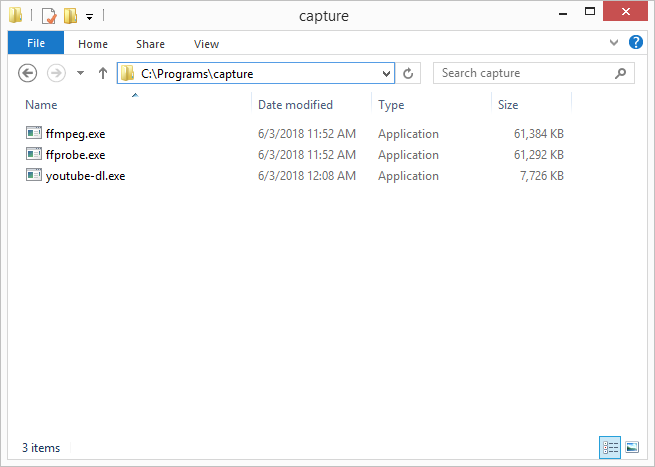 capture
File Home Share View
C:\Programs\capture Search capture
Name Date modified Type Size
ffmpeg.exe 6/3/2018 11:52 AM Application 61,384 KB
ffprobe.exe 6/3/2018 11:52 AM Application 61,292 KB
youtube-dl.exe 6/3/2018 12:08 AM Application 7,726 KB
3 items